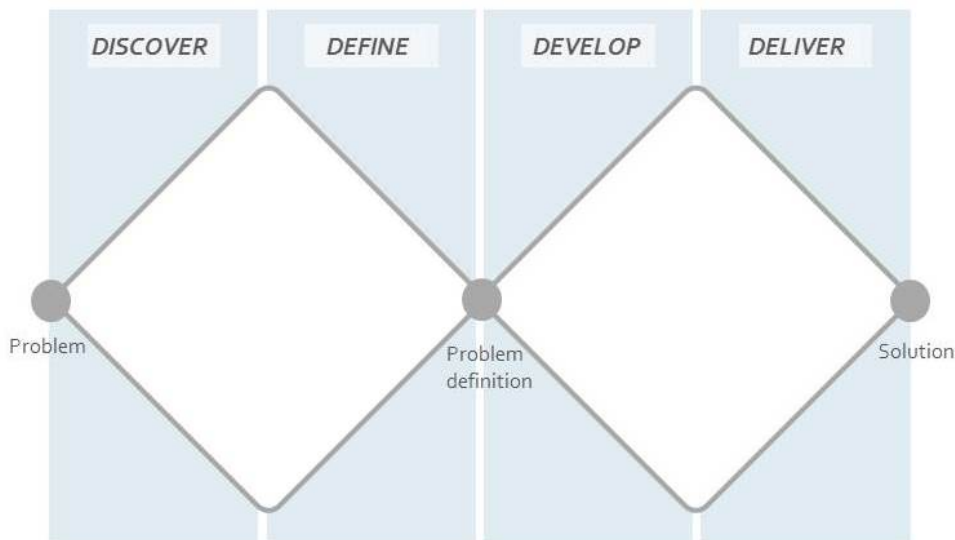 DISCOVER
DEFINE
DEVELOP
DELIVER
Problem
Problem
definition
Solution